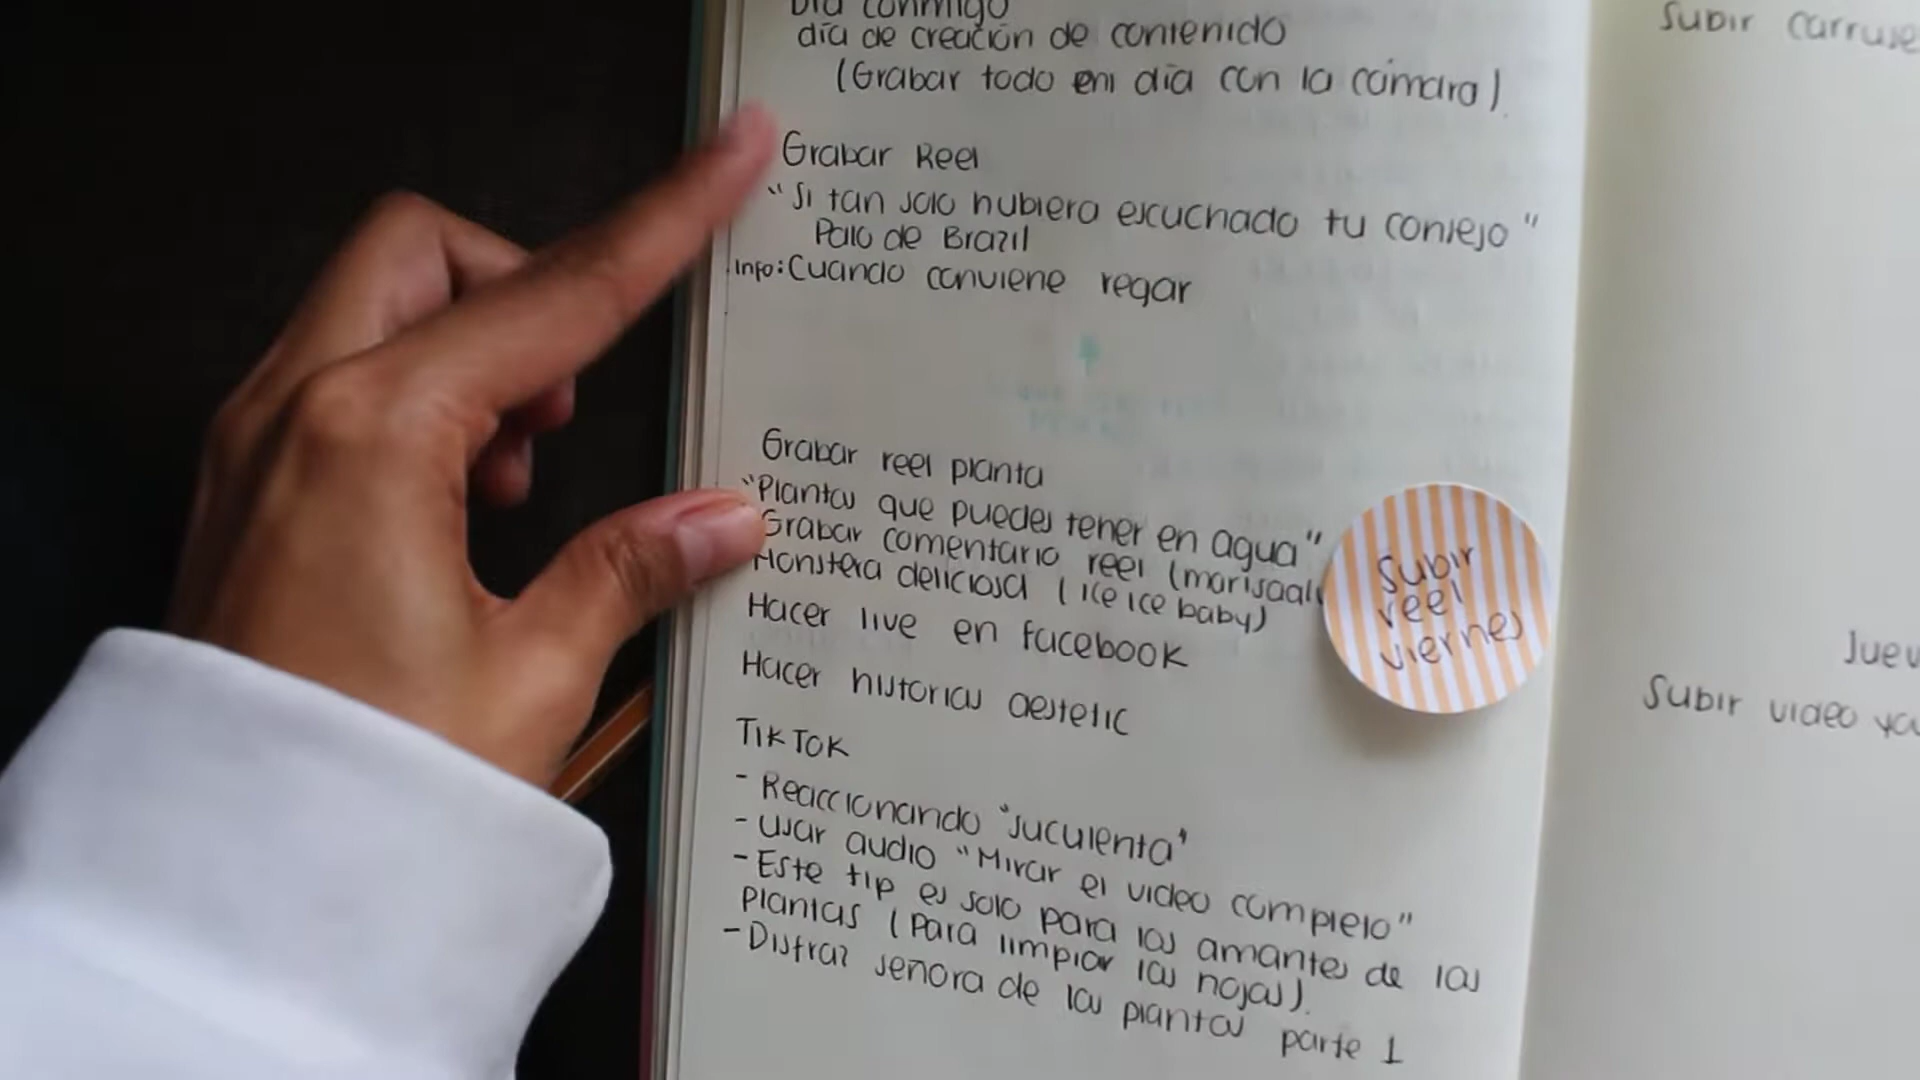 Día conmigo
día de creación de contenido
(Grabar todo en mi día con la cámara).
Grabar Reel
"Si tan solo hubiera escuchado tu consejo"
Palo de Brazil
Info: Cuando conviene regar
Grabar reel planta
"Plantas que puedes tener en agua"
Grabar comentario reel
Monstera deliciosa (ice ice baby)
Hacer live en facebook
Hacer historias aestetic
TikTok
- Reaccionando "suculenta"
- usar audio "Mirar el video completo"
- Este tip es solo para las amantes de las
plantas (Para limpiar las hojas).
- Disfraz señora de las plantas parte 1
Subir
reel
viernes
Subir
Subir video